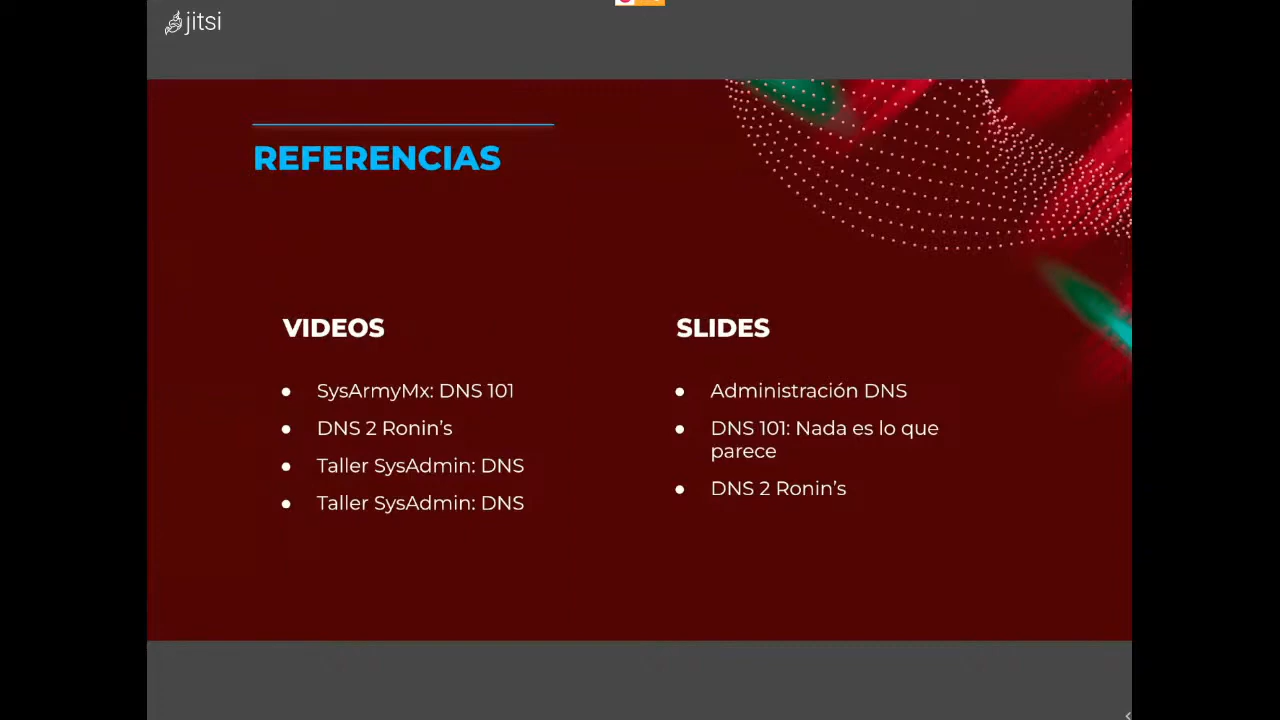 jitsi
REFERENCIAS
VIDEOS
● SysArmyMx: DNS 101
● DNS 2 Ronin’s
● Taller SysAdmin: DNS
● Taller SysAdmin: DNS
SLIDES
● Administración DNS
● DNS 101: Nada es lo que
parece
● DNS 2 Ronin’s